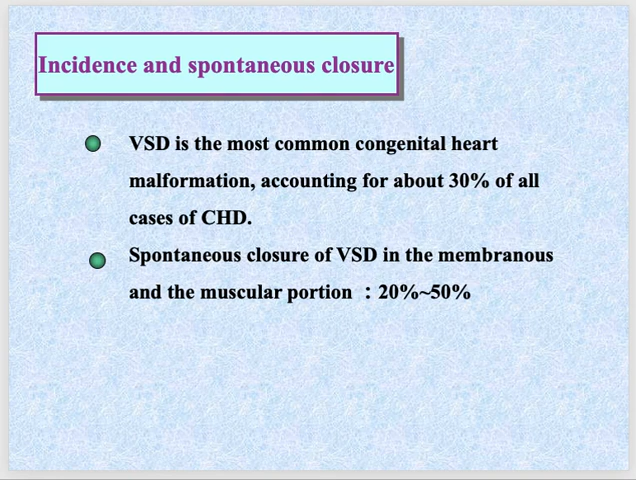 Incidence and spontaneous closure
VSD is the most common congenital heart
malformation, accounting for about 30% of all
cases of CHD.
Spontaneous closure of VSD in the membranous
and the muscular portion ：20%~50%